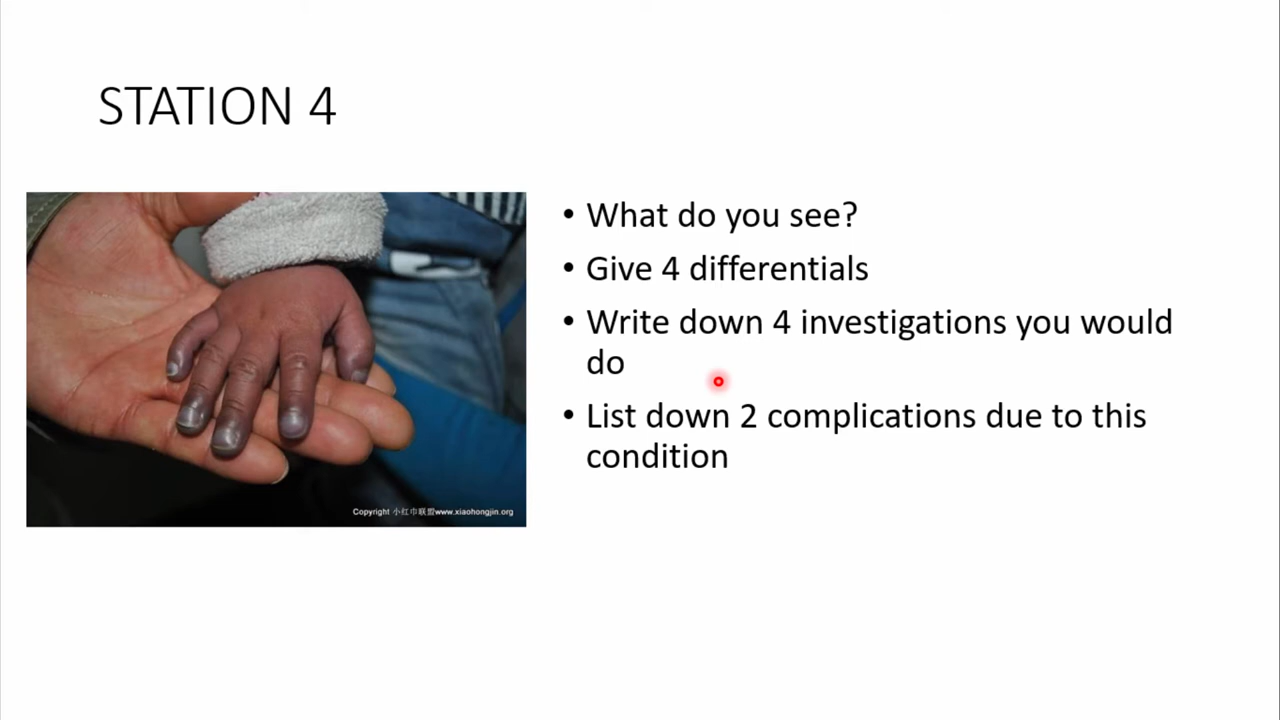 STATION 4
• What do you see?
• Give 4 differentials
• Write down 4 investigations you would
do
• List down 2 complications due to this
condition
Copyright 小红巾联盟www.xiaohongjin.org